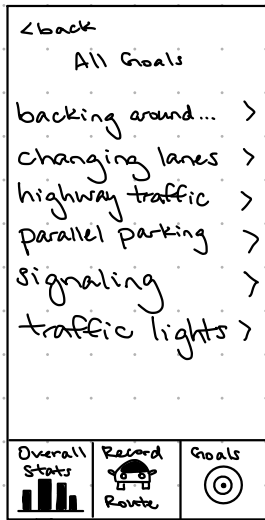 <back
All Goals
backing around... >
changing lanes >
highway traffic >
parallel parking >
signaling >
traffic lights >
Overall
Stats
Record
Route
Goals